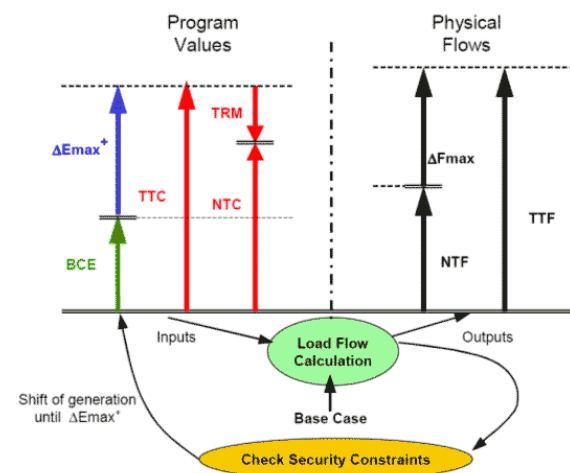 Program
Values
Physical
Flows
TRM
ΔEmax⁺
ΔFmax
TTC
NTC
TTF
BCE
NTF
Inputs
Load Flow
Calculation
Outputs
Shift of generation
until ΔEmax⁺
Base Case
Check Security Constraints